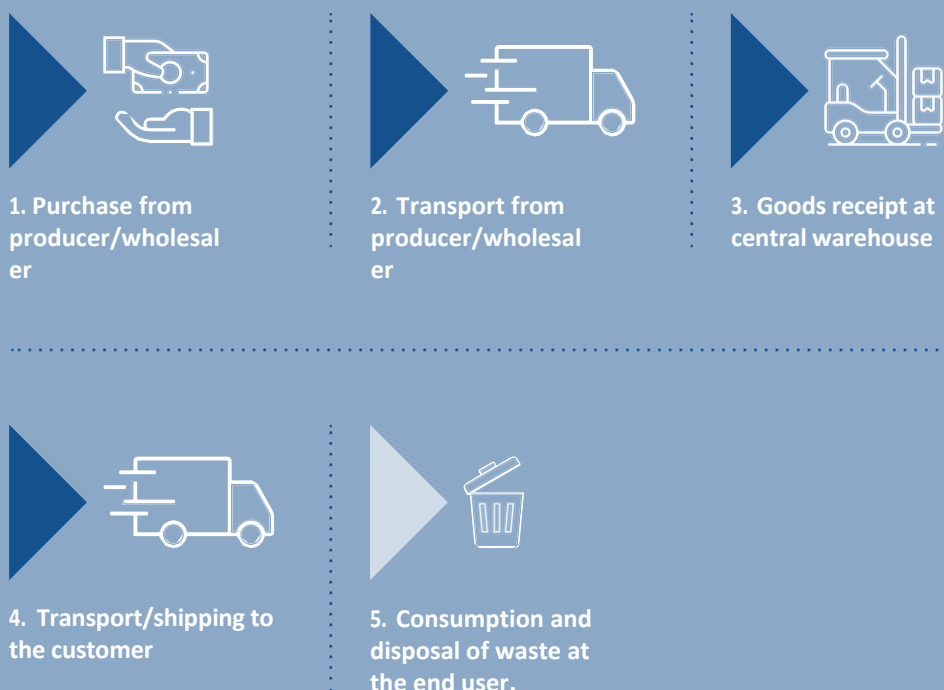 1. Purchase from
producer/wholesal
er
2. Transport from
producer/wholesal
er
3. Goods receipt at
central warehouse
4. Transport/shipping to
the customer
5. Consumption and
disposal of waste at
the end user.